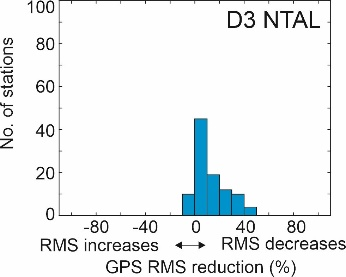 100
D3 NTAL
80
60
40
20
0
No. of stations
-80 -40 0 40 80
RMS increases RMS decreases
GPS RMS reduction (%)